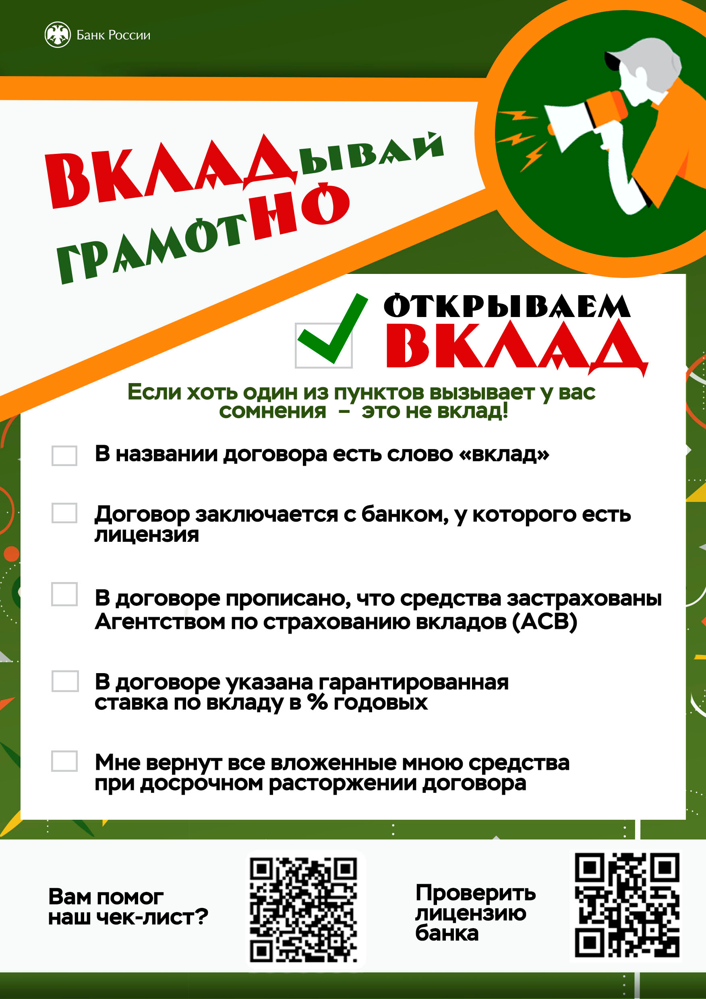 Банк России
ВКЛАДывай
грамотНО
ОТКРЫВАЕМ
ВКЛАД
Если хоть один из пунктов вызывает у вас
сомнения – это не вклад!
В названии договора есть слово «вклад»
Договор заключается с банком, у которого есть
лицензия
В договоре прописано, что средства застрахованы
Агентством по страхованию вкладов (АСВ)
В договоре указана гарантированная
ставка по вкладу в % годовых
Мне вернут все вложенные мною средства
при досрочном расторжении договора
Вам помог
наш чек-лист?
Проверить
лицензию
банка